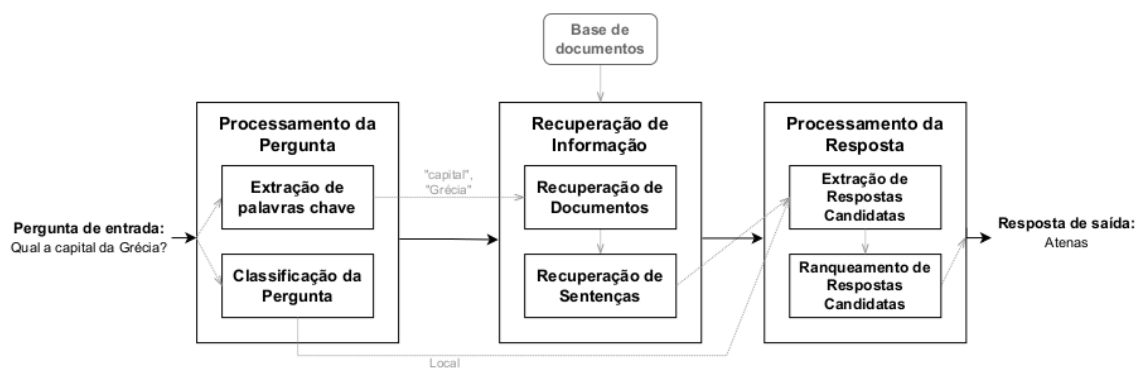 Base de
documentos
Processamento da
Pergunta
Recuperação de
Informação
Processamento da
Resposta
Extração de
palavras chave
"capital",
"Grécia"
Recuperação de
Documentos
Extração de
Respostas
Candidatas
Pergunta de entrada:
Qual a capital da Grécia?
Resposta de saída:
Atenas
Classificação da
Pergunta
Recuperação de
Sentenças
Ranqueamento de
Respostas
Candidatas
Local